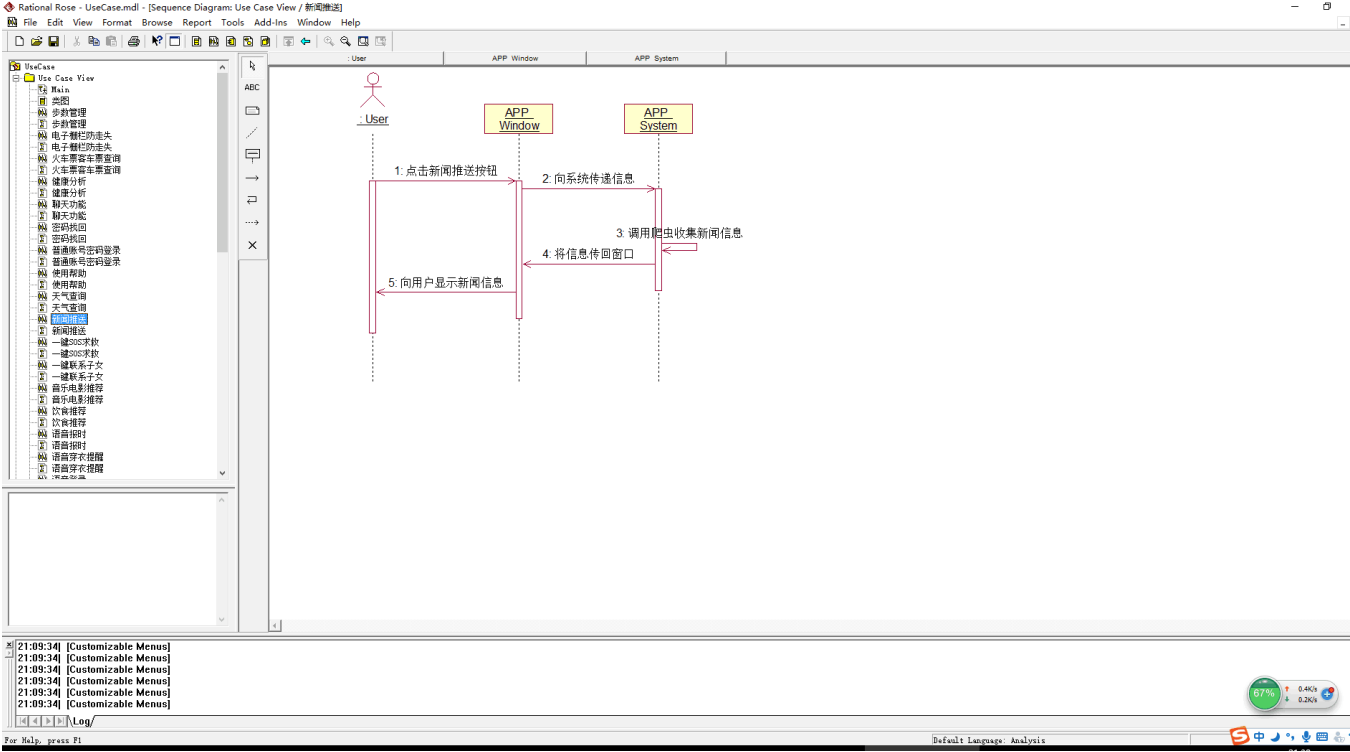 Rational Rose - UseCase.mdl - [Sequence Diagram: Use Case View / 新闻推送]
File Edit View Format Browse Report Tools Add-Ins Window Help
UseCase
Use Case View
Main
类图
步数管理
步数管理
电子栅栏防走失
电子栅栏防走失
火车票客车票查询
火车票客车票查询
健康分析
健康分析
聊天功能
聊天功能
密码找回
密码找回
普通账号密码登录
普通账号密码登录
使用帮助
使用帮助
天气查询
天气查询
新闻推送
新闻推送
一键SOS求救
一键SOS求救
一键联系子女
一键联系子女
音乐电影推荐
音乐电影推荐
饮食推荐
饮食推荐
语音报时
语音报时
语音穿衣提醒
语音穿衣提醒
ABC
: User APP Window APP System
: User
APP
Window
APP
System
1: 点击新闻推送按钮
2: 向系统传递信息
3: 调用爬虫收集新闻信息
4: 将信息传回窗口
5: 向用户显示新闻信息
21:09:34| [Customizable Menus]
21:09:34| [Customizable Menus]
21:09:34| [Customizable Menus]
21:09:34| [Customizable Menus]
21:09:34| [Customizable Menus]
21:09:34| [Customizable Menus]
Log
67%
0.4K/s
0.2K/s
For Help, press F1
Default Language: Analysis
中